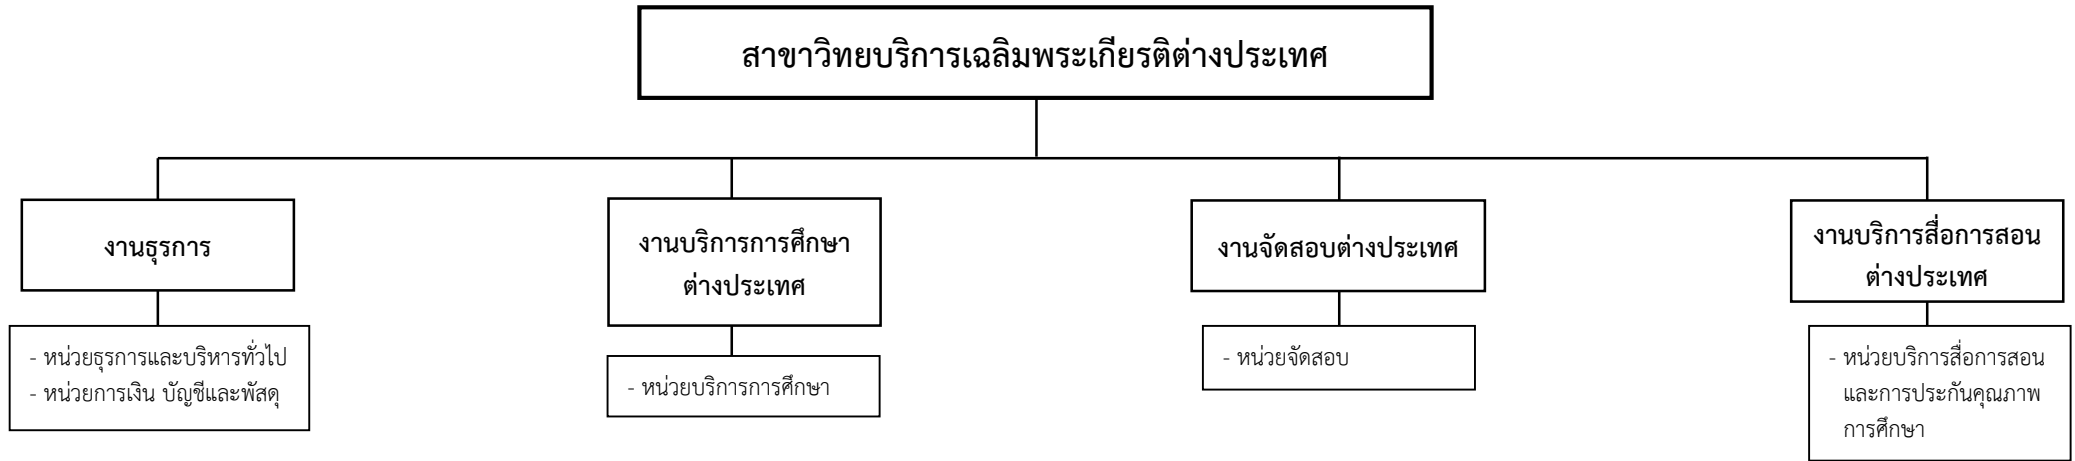 สาขาวิทยบริการเฉลิมพระเกียรติต่างประเทศ
งานธุรการ
- หน่วยธุรการและบริหารทั่วไป
- หน่วยการเงิน บัญชีและพัสดุ
งานบริการการศึกษา
ต่างประเทศ
- หน่วยบริการการศึกษา
งานจัดสอบต่างประเทศ
- หน่วยจัดสอบ
งานบริการสื่อการสอน
ต่างประเทศ
- หน่วยบริการสื่อการสอน
และการประกันคุณภาพ
การศึกษา